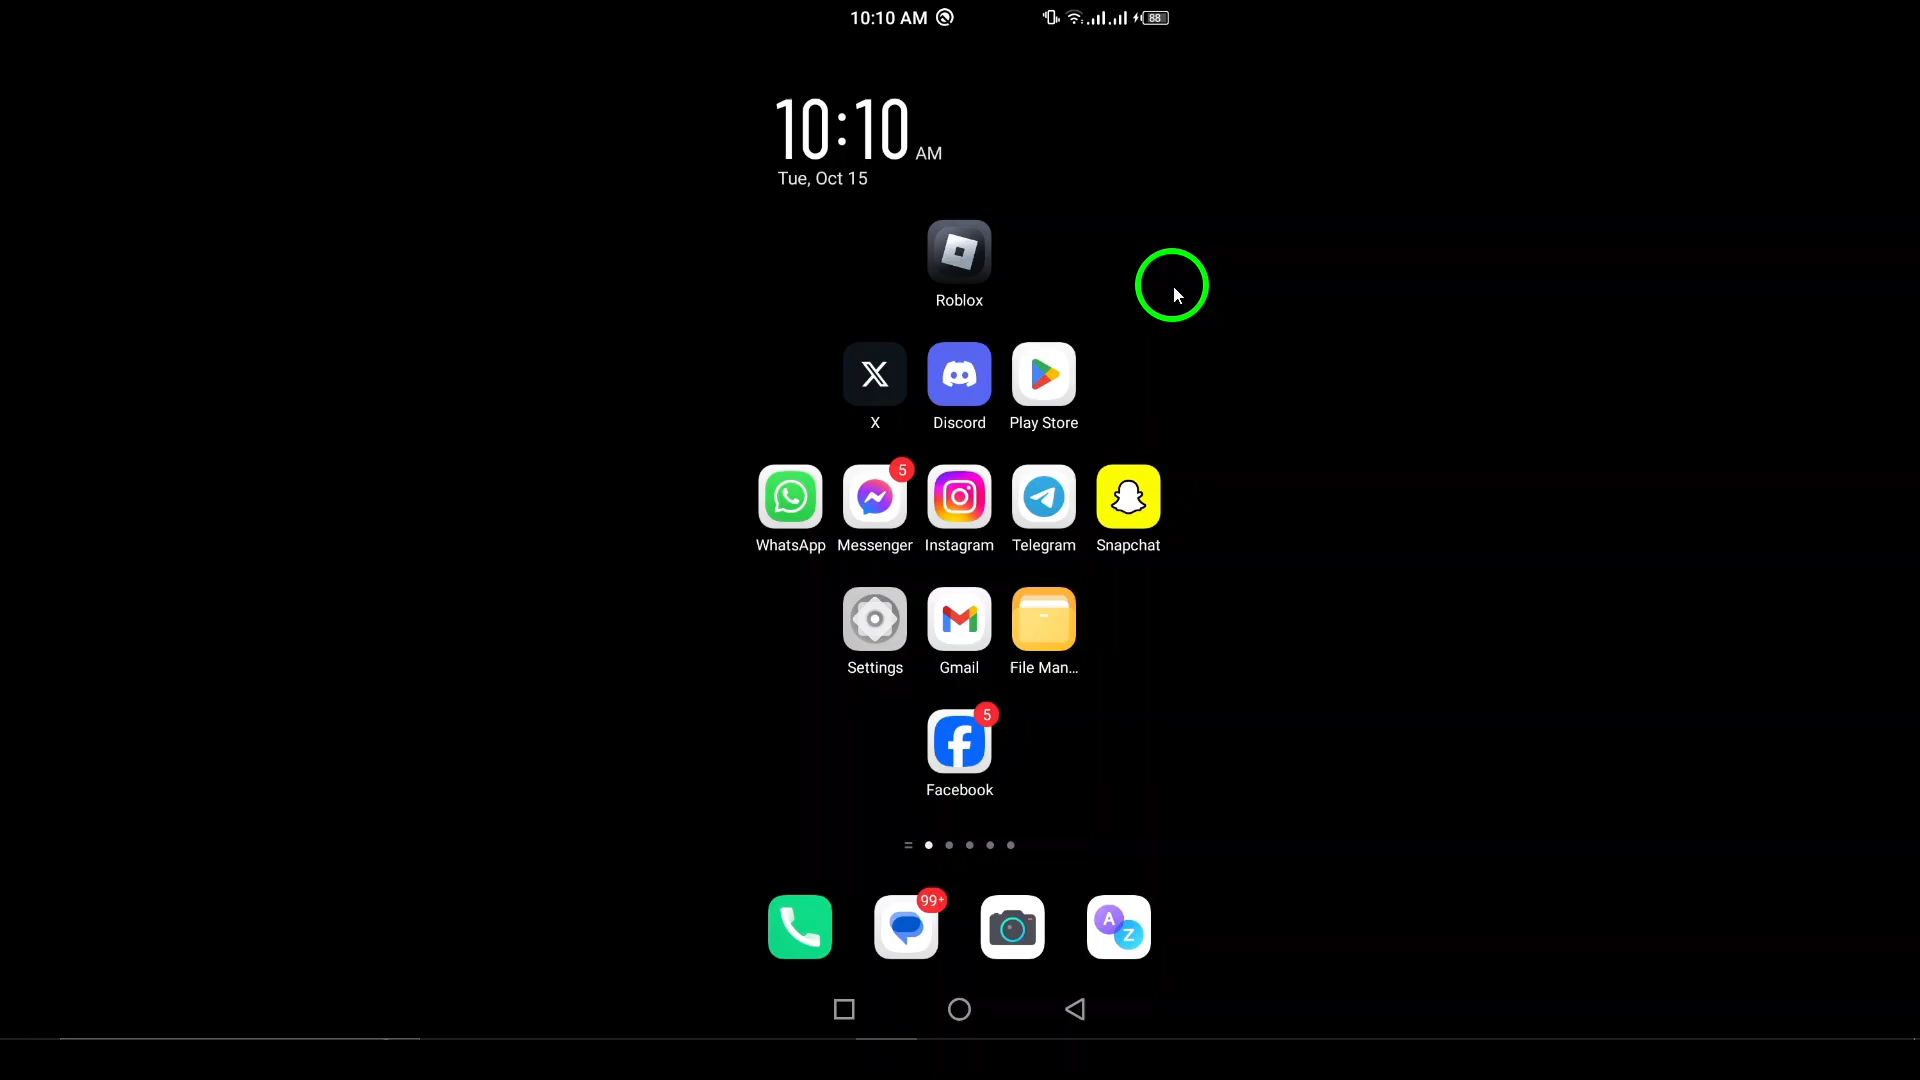 10:10 AM
88
10:10 AM
Tue, Oct 15
Roblox
X Discord Play Store
5
WhatsApp Messenger Instagram Telegram Snapchat
Settings Gmail File Man...
5
Facebook
99+
A
Z